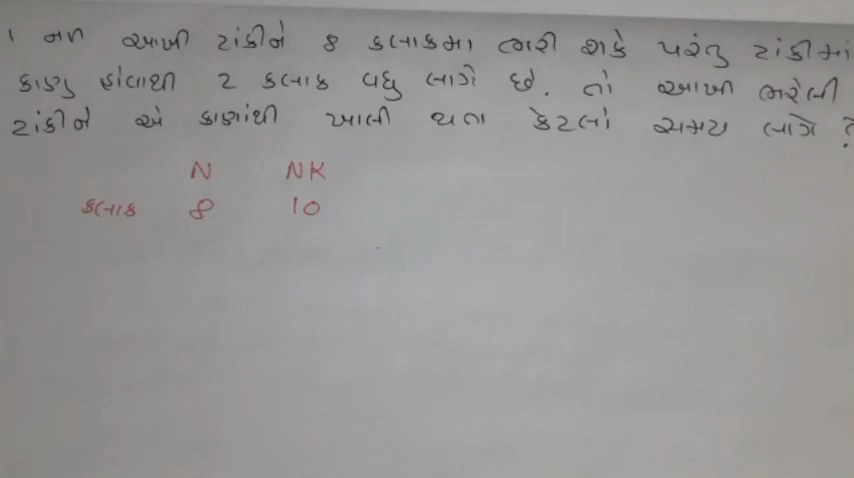 1 નળ આખી ટાંકીને 8 કલાકમા ભરી શકે પરંતુ ટાંકીમાં
કાણુ હોવાથી 2 કલાક વધુ લાગે છે. તો આખી ભરેલી
ટાંકીને એ કાણાંથી ખાલી થતા કેટલો સમય લાગે ?
N NK
કલાક 8 10